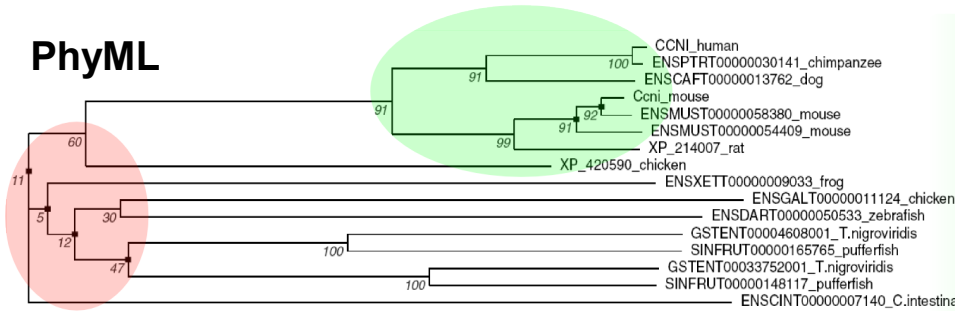 PhyML
CCNI_human
100 ENSPTRT00000030141_chimpanzee
91
ENSCAFT00000013762_dog
Ccni_mouse
91
92 ENSMUST00000058380_mouse
91 ENSMUST00000054409_mouse
60 99
XP_214007_rat
XP_420590_chicken
11
ENSXETT00000009033_frog
ENSGALT00000011124_chicken
5 30
ENSDART00000050533_zebrafish
GSTENT00004608001_T.nigroviridis
12
100 SINFRUT00000165765_pufferfish
47 GSTENT00033752001_T.nigroviridis
100 SINFRUT00000148117_pufferfish
ENSCINT00000007140_C.intestina